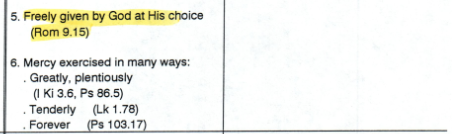 5. Freely given by God at His choice
(Rom 9.15)
6. Mercy exercised in many ways:
. Greatly, plentiously
(I Ki 3.6, Ps 86.5)
. Tenderly (Lk 1.78)
. Forever (Ps 103.17)